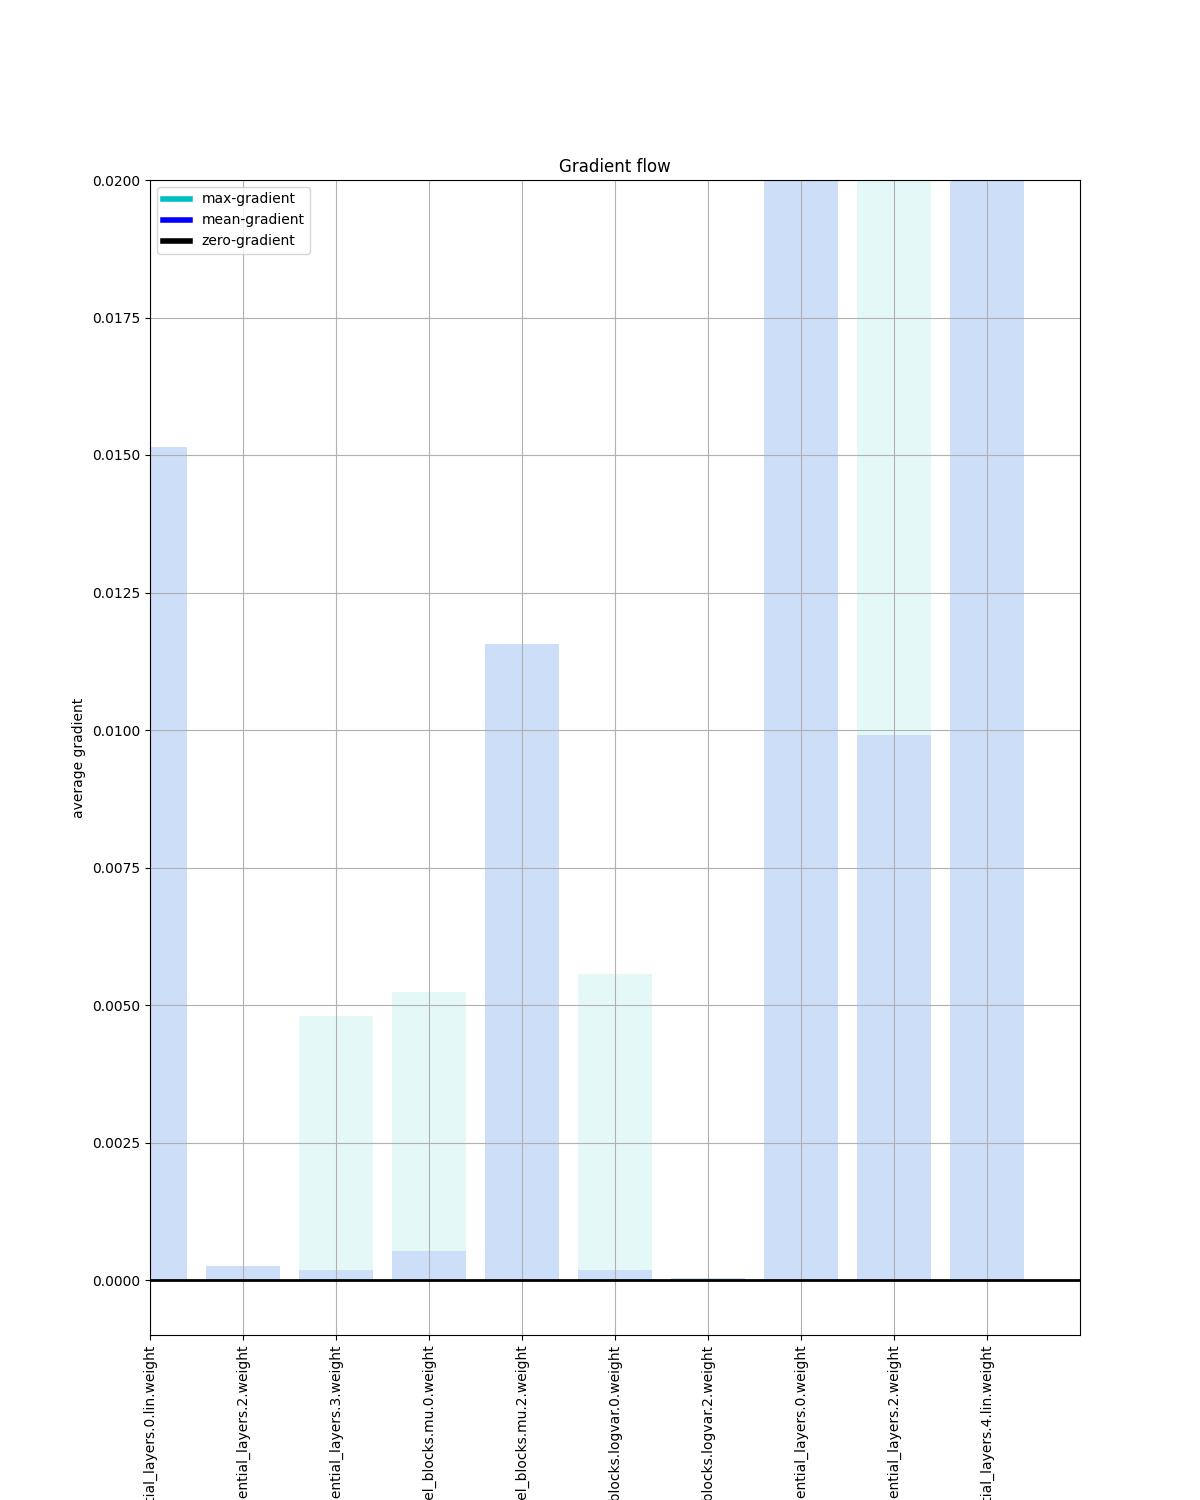 Gradient flow
max-gradient
mean-gradient
zero-gradient
average gradient
0.0200
0.0175
0.0150
0.0125
0.0100
0.0075
0.0050
0.0025
0.0000
tial_layers.0.lin.weight
ential_layers.2.weight
ential_layers.3.weight
el_blocks.mu.0.weight
el_blocks.mu.2.weight
blocks.logvar.0.weight
blocks.logvar.2.weight
ential_layers.0.weight
ential_layers.2.weight
tial_layers.4.lin.weight